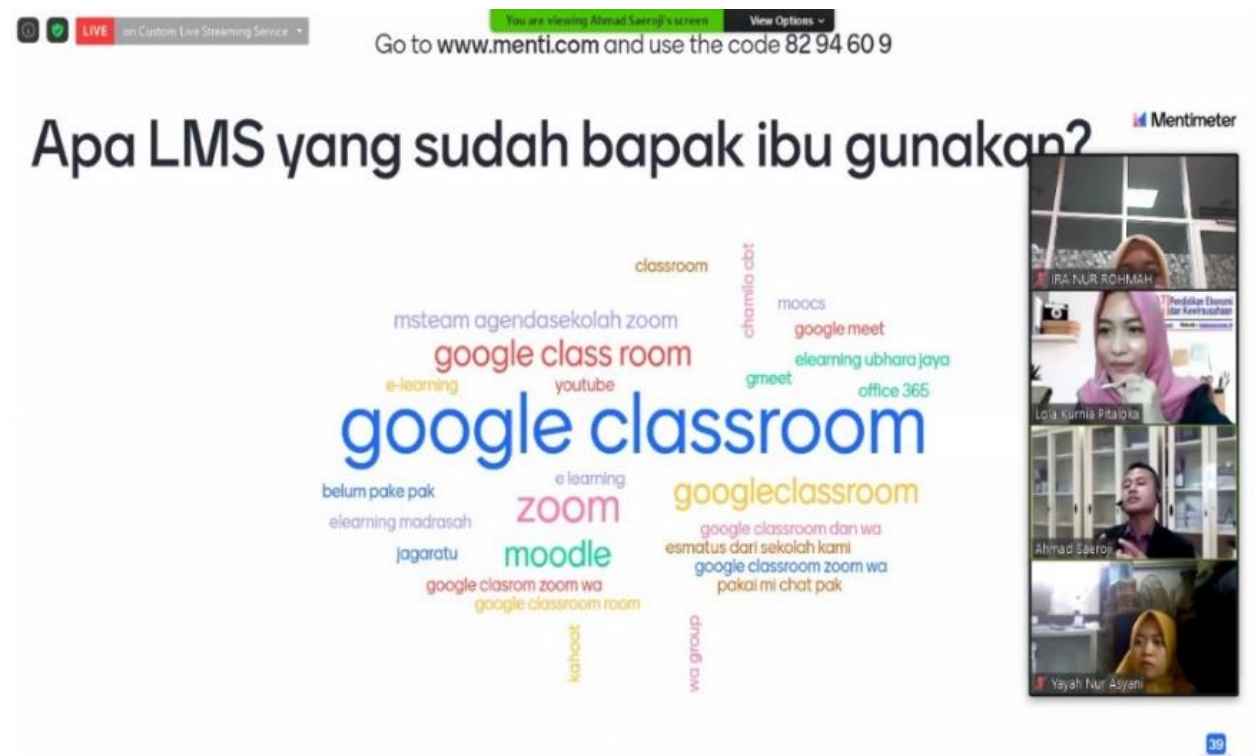 LIVE on Custom Live Streaming Service
You are viewing Ahmad Saeroji's screen View Options
Go to www.menti.com and use the code 82 94 60 9
Mentimeter
Apa LMS yang sudah bapak ibu gunakan?
classroom
chamilo cbt
moocs
msteam agendasekolah zoom
google meet
google class room
elearning ubhara jaya
e-learning
youtube
gmeet
office 365
google classroom
e learning
belum pake pak
zoom
googleclassroom
elearning madrasah
google classroom dan wa
jagaratu
moodle
esmatus dari sekolah kami
google classroom zoom wa
google clasrom zoom wa
pakai mi chat pak
google classroom room
kahoot
wa group
IRA NUR ROHMAH
Pendidikan Ekonomi
dan Kewirausahaan
Lola Kurnia Pitaloka
Ahmad Saeroji
Yayah Nur Asyani
39